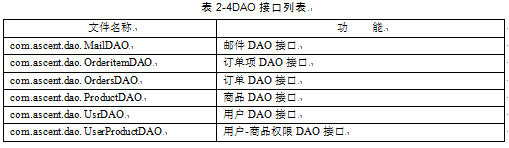 表 2-4DAO 接口列表
文件名称 功 能
com.ascent.dao.MailDAO 邮件 DAO 接口
com.ascent.dao.OrderitemDAO 订单项 DAO 接口
com.ascent.dao.OrdersDAO 订单 DAO 接口
com.ascent.dao.ProductDAO 商品 DAO 接口
com.ascent.dao.UsrDAO 用户 DAO 接口
com.ascent.dao.UserProductDAO 用户-商品权限 DAO 接口